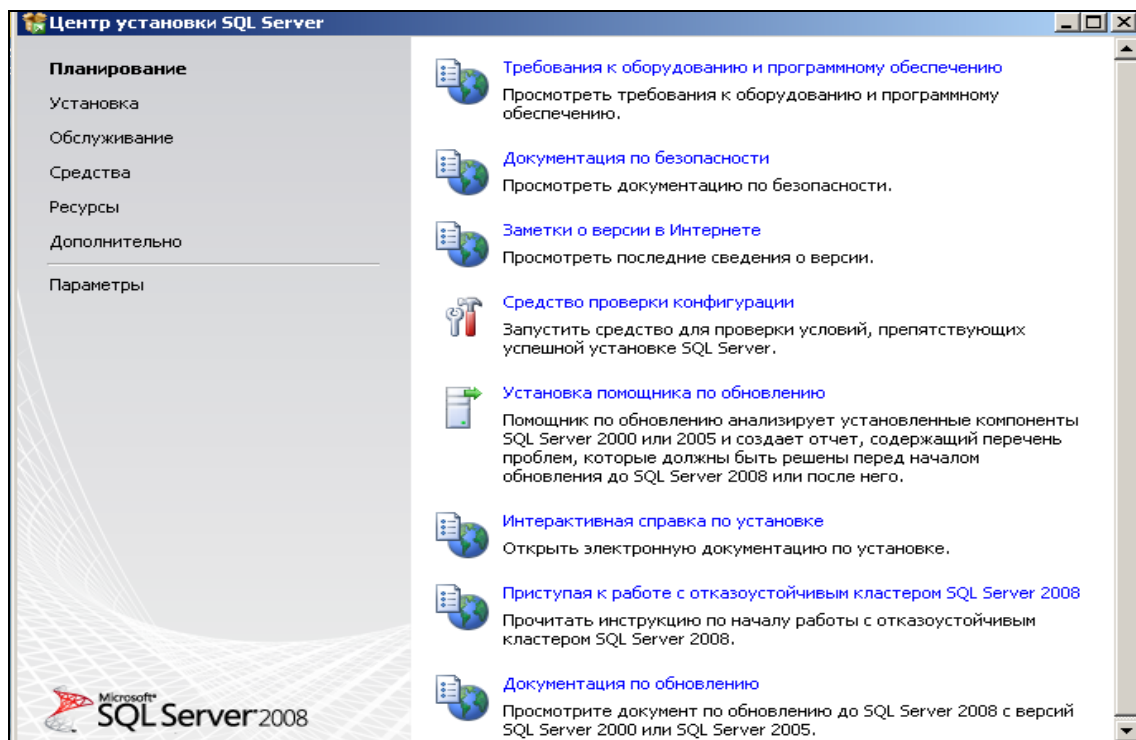 Центр установки SQL Server
Планирование
Установка
Обслуживание
Средства
Ресурсы
Дополнительно
Параметры
Требования к оборудованию и программному обеспечению
Просмотреть требования к оборудованию и программному
обеспечению.
Документация по безопасности
Просмотреть документацию по безопасности.
Заметки о версии в Интернете
Просмотреть последние сведения о версии.
Средство проверки конфигурации
Запустить средство для проверки условий, препятствующих
успешной установке SQL Server.
Установка помощника по обновлению
Помощник по обновлению анализирует установленные компоненты
SQL Server 2000 или 2005 и создает отчет, содержащий перечень
проблем, которые должны быть решены перед началом
обновления до SQL Server 2008 или после него.
Интерактивная справка по установке
Открыть электронную документацию по установке.
Приступая к работе с отказоустойчивым кластером SQL Server 2008
Прочитать инструкцию по началу работы с отказоустойчивым
кластером SQL Server 2008.
Документация по обновлению
Просмотрите документ по обновлению до SQL Server 2008 с версий
SQL Server 2000 или SQL Server 2005.
Microsoft®
SQL Server 2008